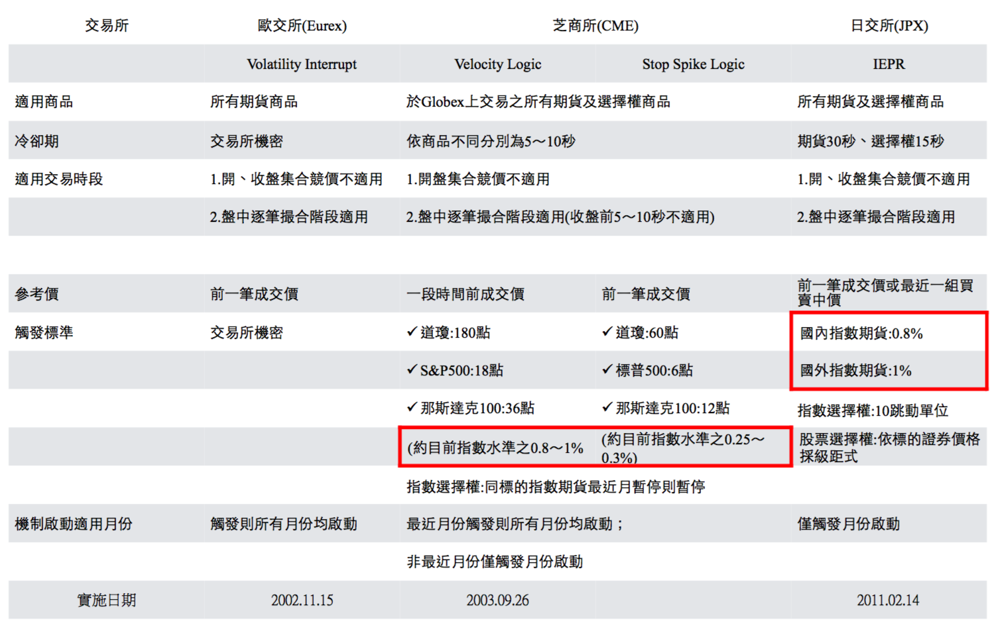 交易所 歐交所(Eurex) 芝商所(CME) 日交所(JPX)
Volatility Interrupt Velocity Logic Stop Spike Logic IEPR
適用商品 所有期貨商品 於Globex上交易之所有期貨及選擇權商品 所有期貨及選擇權商品
冷卻期 交易所機密 依商品不同分別為5～10秒 期貨30秒、選擇權15秒
適用交易時段 1.開、收盤集合競價不適用 1.開盤集合競價不適用 1.開、收盤集合競價不適用
2.盤中逐筆撮合階段適用 2.盤中逐筆撮合階段適用(收盤前5～10秒不適用) 2.盤中逐筆撮合階段適用
參考價 前一筆成交價 一段時間前成交價 前一筆成交價 前一筆成交價或最近一組買
賣中價
觸發標準 交易所機密 ✓道瓊:180點 ✓道瓊:60點 國內指數期貨:0.8%
✓S&P500:18點 ✓標普500:6點 國外指數期貨:1%
✓那斯達克100:36點 ✓那斯達克100:12點 指數選擇權:10跳動單位
(約目前指數水準之0.8～1% (約目前指數水準之0.25～ 股票選擇權:依標的證券價格
0.3%) 採級距式
指數選擇權:同標的指數期貨最近月暫停則暫停
機制啟動適用月份 觸發則所有月份均啟動 最近月份觸發則所有月份均啟動； 僅觸發月份啟動
非最近月份僅觸發月份啟動
實施日期 2002.11.15 2003.09.26 2011.02.14